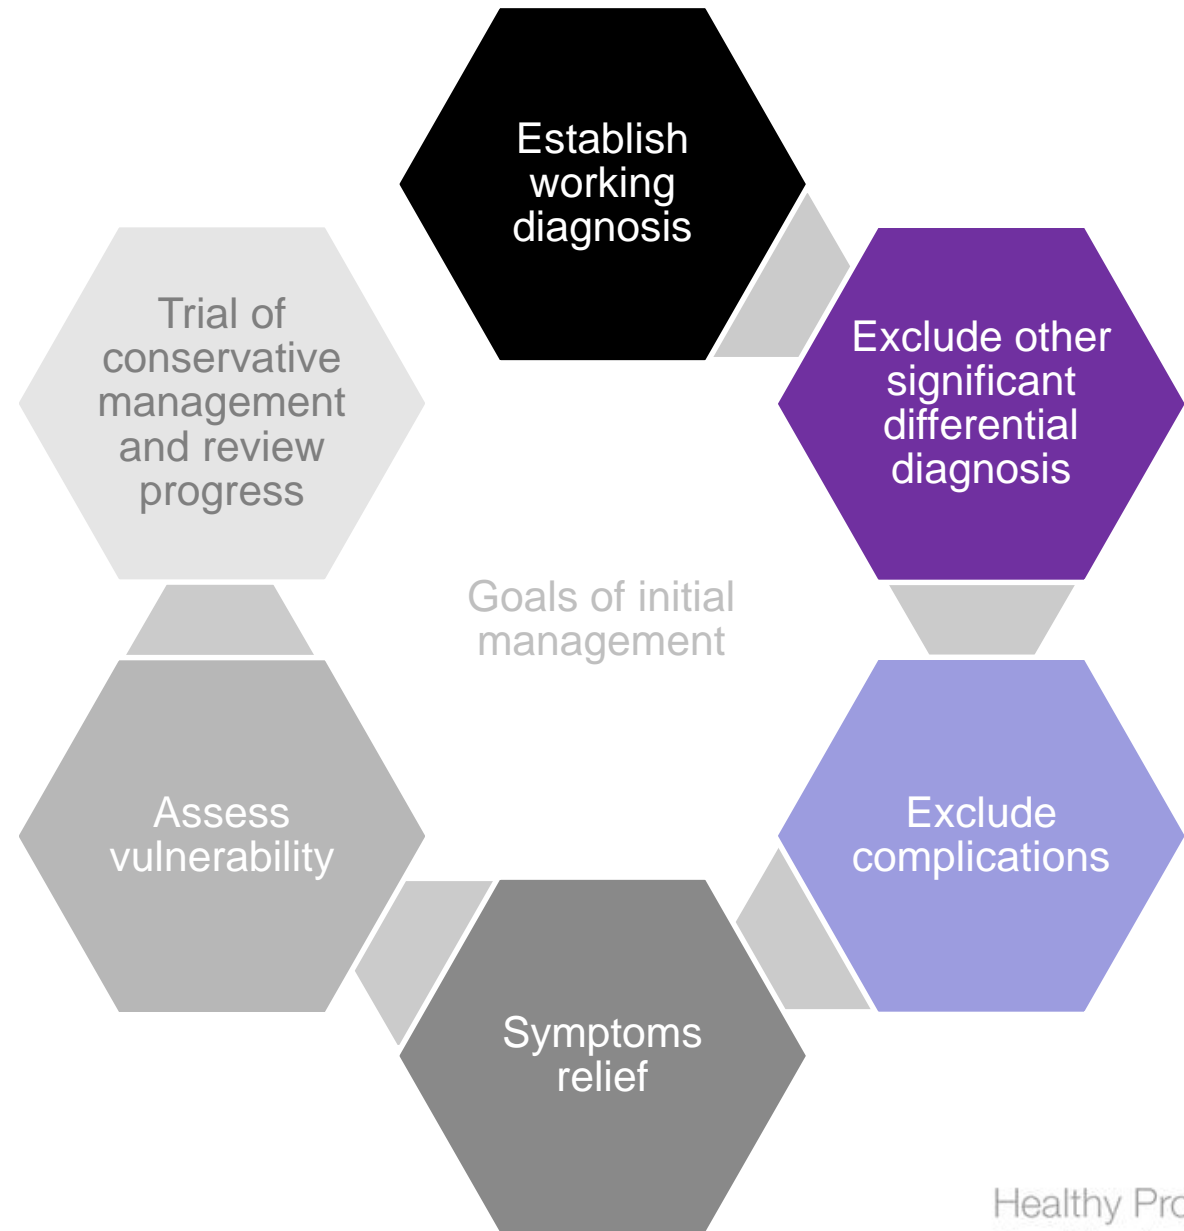 Establish
working
diagnosis
Exclude other
significant
differential
diagnosis
Exclude
complications
Symptoms
relief
Assess
vulnerability
Trial of
conservative
management
and review
progress
Goals of initial
management
Healthy Pro